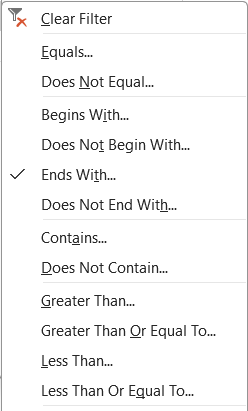 Clear Filter
Equals...
Does Not Equal...
Begins With...
Does Not Begin With...
Ends With...
Does Not End With...
Contains...
Does Not Contain...
Greater Than...
Greater Than Or Equal To...
Less Than...
Less Than Or Equal To...